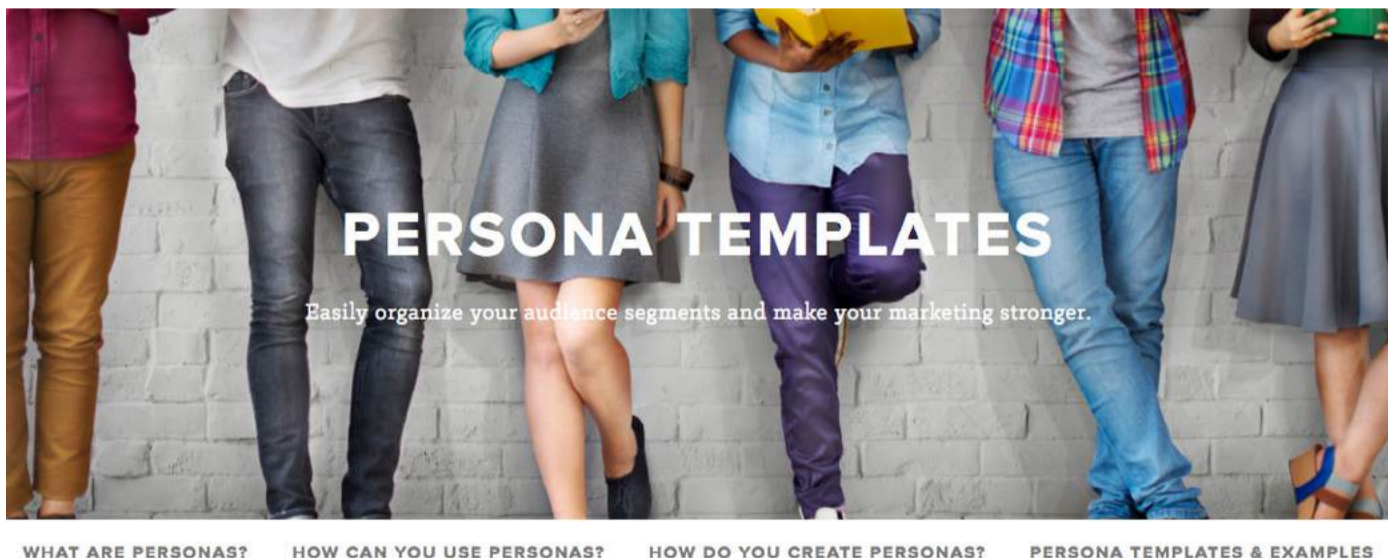 PERSONA TEMPLATES
Easily organize your audience segments and make your marketing stronger.
WHAT ARE PERSONAS? HOW CAN YOU USE PERSONAS? HOW DO YOU CREATE PERSONAS? PERSONA TEMPLATES & EXAMPLES